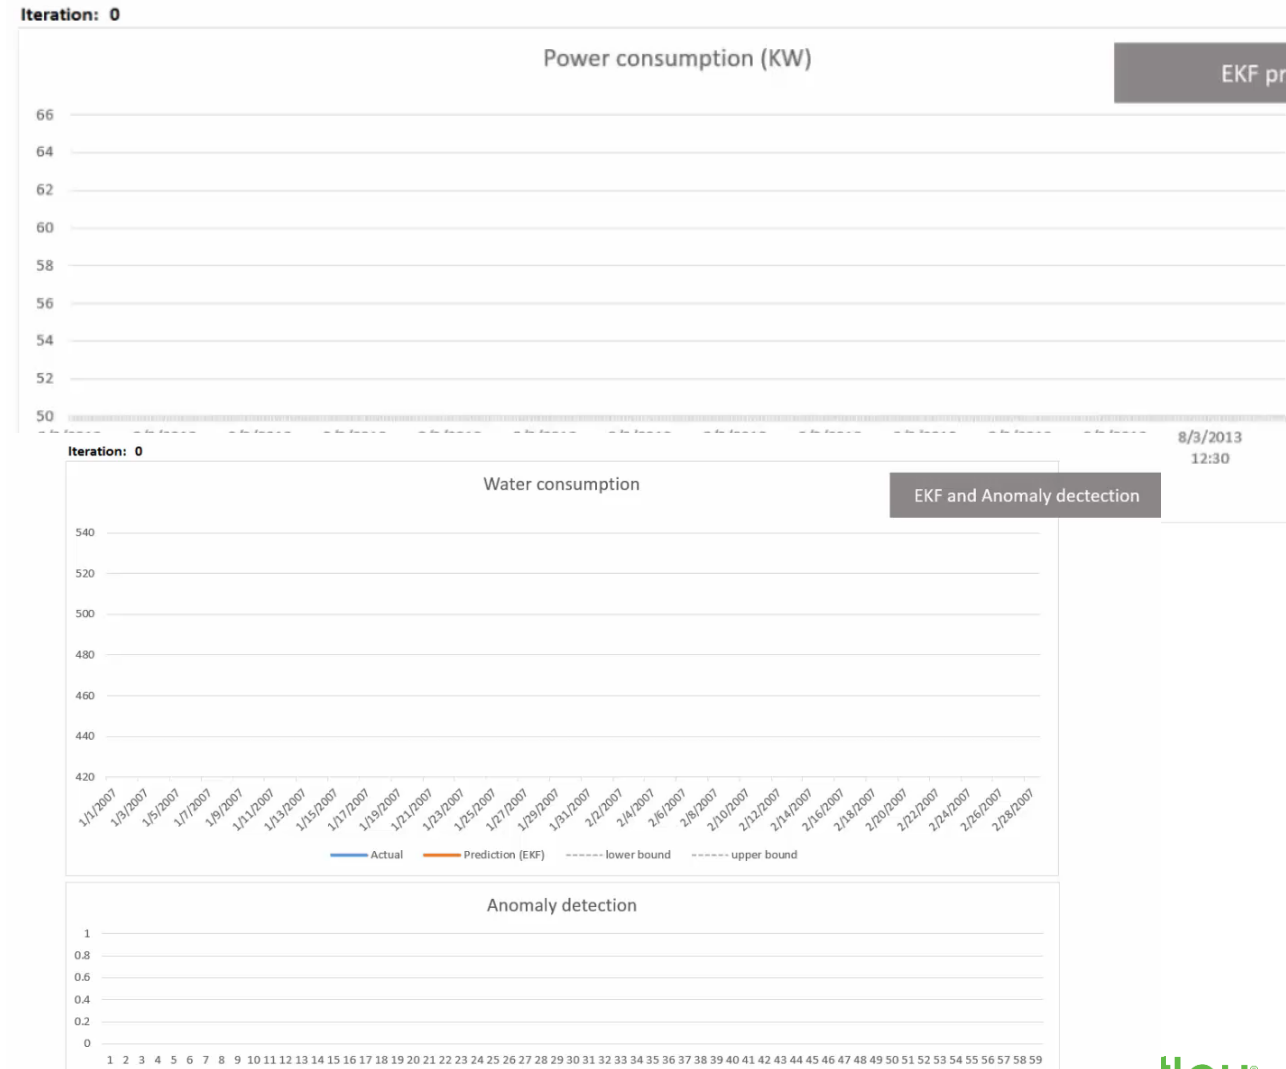 Iteration: 0
Power consumption (KW)
EKF
66
64
62
60
58
56
54
52
50
8/3/2013
12:30
Iteration: 0
Water consumption
EKF and Anomaly dectection
540
520
500
480
460
440
420
1/1/2007 1/3/2007 1/5/2007 1/7/2007 1/9/2007 1/11/2007 1/13/2007 1/15/2007 1/17/2007 1/19/2007 1/21/2007 1/23/2007 1/25/2007 1/27/2007 1/29/2007 1/31/2007 2/2/2007 2/4/2007 2/6/2007 2/8/2007 2/10/2007 2/12/2007 2/14/2007 2/16/2007 2/18/2007 2/20/2007 2/22/2007 2/24/2007 2/26/2007 2/28/2007
Actual Prediction (EKF) lower bound upper bound
Anomaly detection
1
0.8
0.6
0.4
0.2
0
1 2 3 4 5 6 7 8 9 10 11 12 13 14 15 16 17 18 19 20 21 22 23 24 25 26 27 28 29 30 31 32 33 34 35 36 37 38 39 40 41 42 43 44 45 46 47 48 49 50 51 52 53 54 55 56 57 58 59